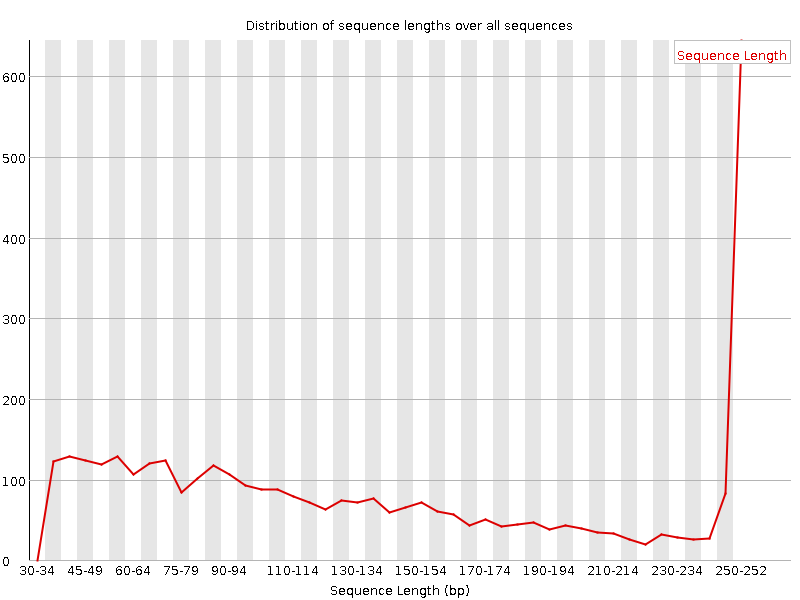 Distribution of sequence lengths over all sequences
Sequence Length
600
500
400
300
200
100
0
30-34 45-49 60-64 75-79 90-94 110-114 130-134 150-154 170-174 190-194 210-214 230-234 250-252
Sequence Length (bp)